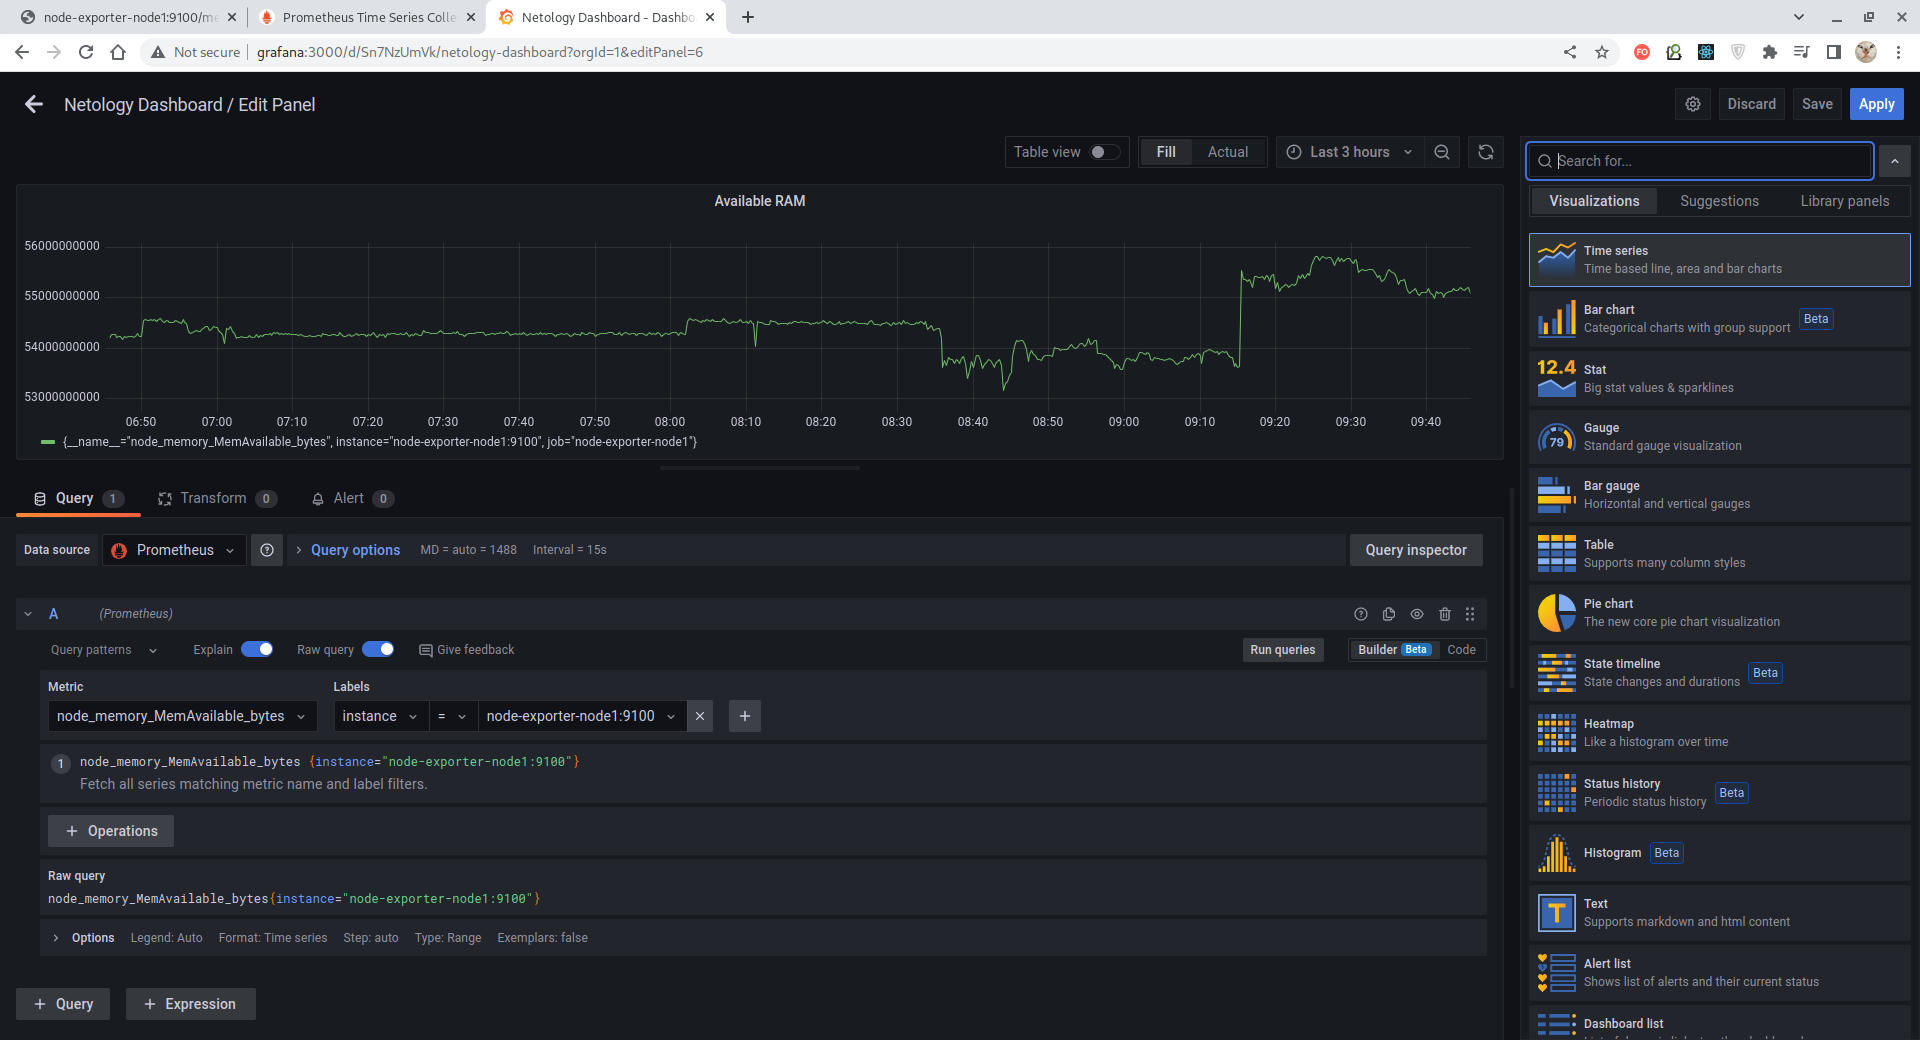 node-exporter-node1:9100/me
Prometheus Time Series Colle
Netology Dashboard - Dashbo
Not secure
grafana:3000/d/Sn7NzUmVk/netology-dashboard?orgId=1&editPanel=6
FO
Netology Dashboard / Edit Panel
Discard
Save
Apply
Table view
Fill
Actual
Last 3 hours
Available RAM
56000000000
55000000000
54000000000
53000000000
06:50 07:00 07:10 07:20 07:30 07:40 07:50 08:00 08:10 08:20 08:30 08:40 08:50 09:00 09:10 09:20 09:30 09:40
{__name__="node_memory_MemAvailable_bytes", instance="node-exporter-node1:9100", job="node-exporter-node1"}
Query 1
Transform 0
Alert 0
Data source
Prometheus
Query options
MD = auto = 1488
Interval = 15s
Query inspector
A
(Prometheus)
Query patterns
Explain
Raw query
Give feedback
Run queries
Builder Beta
Code
Metric
Labels
node_memory_MemAvailable_bytes
instance
=
node-exporter-node1:9100
1
node_memory_MemAvailable_bytes {instance="node-exporter-node1:9100"}
Fetch all series matching metric name and label filters.
+ Operations
Raw query
node_memory_MemAvailable_bytes{instance="node-exporter-node1:9100"}
Options
Legend: Auto
Format: Time series
Step: auto
Type: Range
Exemplars: false
+ Query
+ Expression
Search for...
Visualizations
Suggestions
Library panels
Time series
Time based line, area and bar charts
Bar chart
Categorical charts with group support
Beta
12.4
Stat
Big stat values & sparklines
79
Gauge
Standard gauge visualization
Bar gauge
Horizontal and vertical gauges
Table
Supports many column styles
Pie chart
The new core pie chart visualization
State timeline
State changes and durations
Beta
Heatmap
Like a histogram over time
Status history
Periodic status history
Beta
Histogram
Beta
T
Text
Supports markdown and html content
Alert list
Shows list of alerts and their current status
Dashboard list